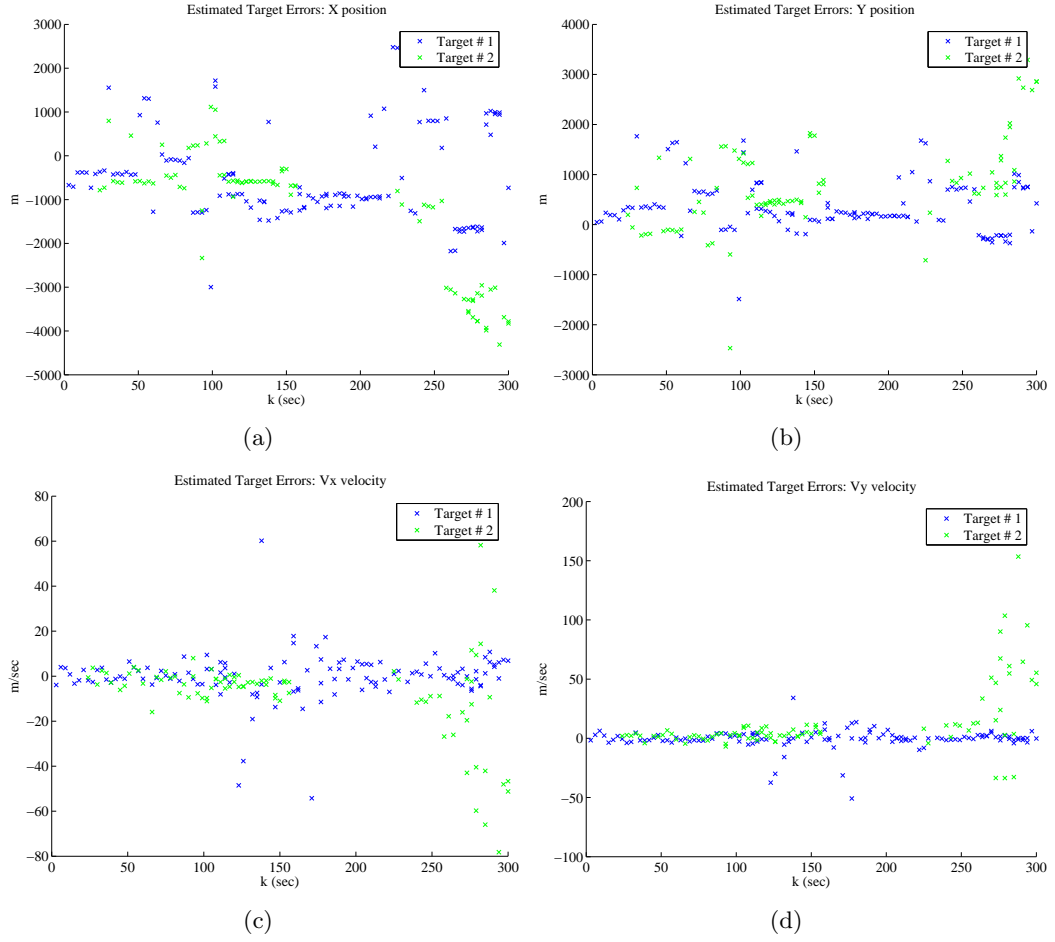 Estimated Target Errors: X position
3000
2000
1000
0
−1000
−2000
−3000
−4000
−5000
m
0 50 100 150 200 250 300
k (sec)
Target # 1
Target # 2
(a)
Estimated Target Errors: Y position
4000
3000
2000
1000
0
−1000
−2000
−3000
m
0 50 100 150 200 250 300
k (sec)
Target # 1
Target # 2
(b)
Estimated Target Errors: Vx velocity
80
60
40
20
0
−20
−40
−60
−80
m/sec
0 50 100 150 200 250 300
k (sec)
Target # 1
Target # 2
(c)
Estimated Target Errors: Vy velocity
200
150
100
50
0
−50
−100
m/sec
0 50 100 150 200 250 300
k (sec)
Target # 1
Target # 2
(d)